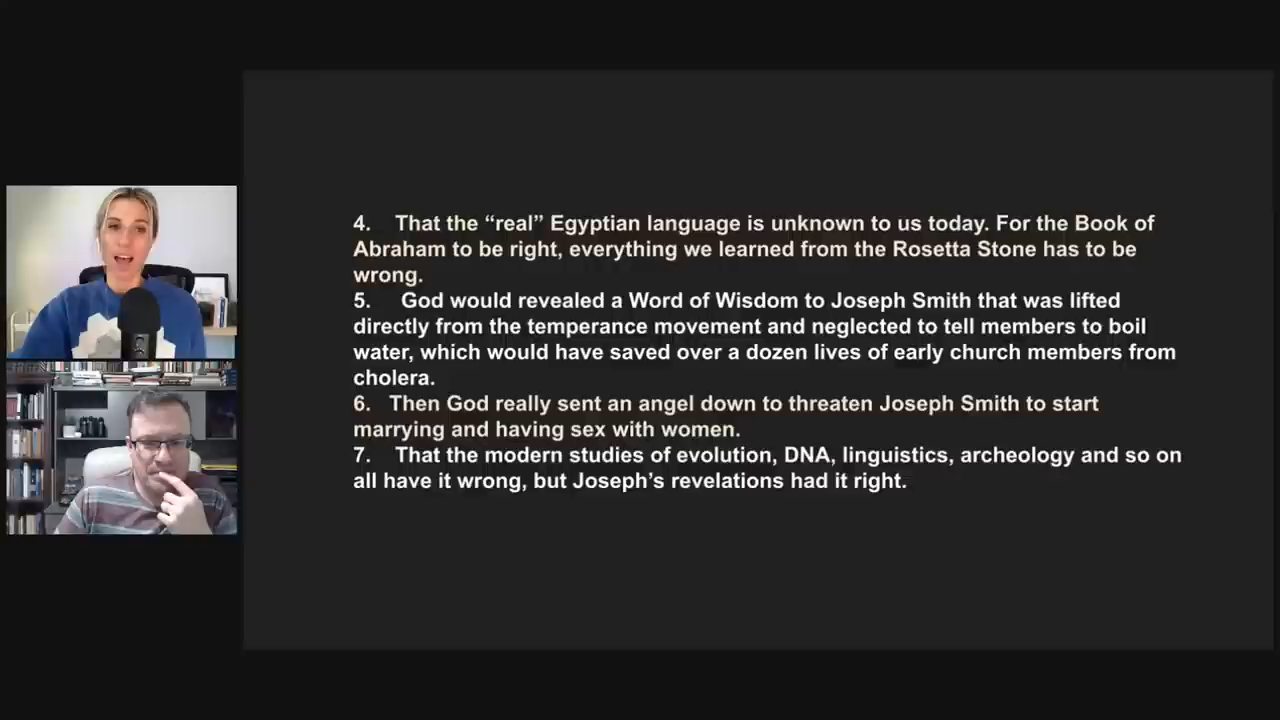 4. That the “real” Egyptian language is unknown to us today. For the Book of
Abraham to be right, everything we learned from the Rosetta Stone has to be
wrong.
5. God would revealed a Word of Wisdom to Joseph Smith that was lifted
directly from the temperance movement and neglected to tell members to boil
water, which would have saved over a dozen lives of early church members from
cholera.
6. Then God really sent an angel down to threaten Joseph Smith to start
marrying and having sex with women.
7. That the modern studies of evolution, DNA, linguistics, archeology and so on
all have it wrong, but Joseph’s revelations had it right.